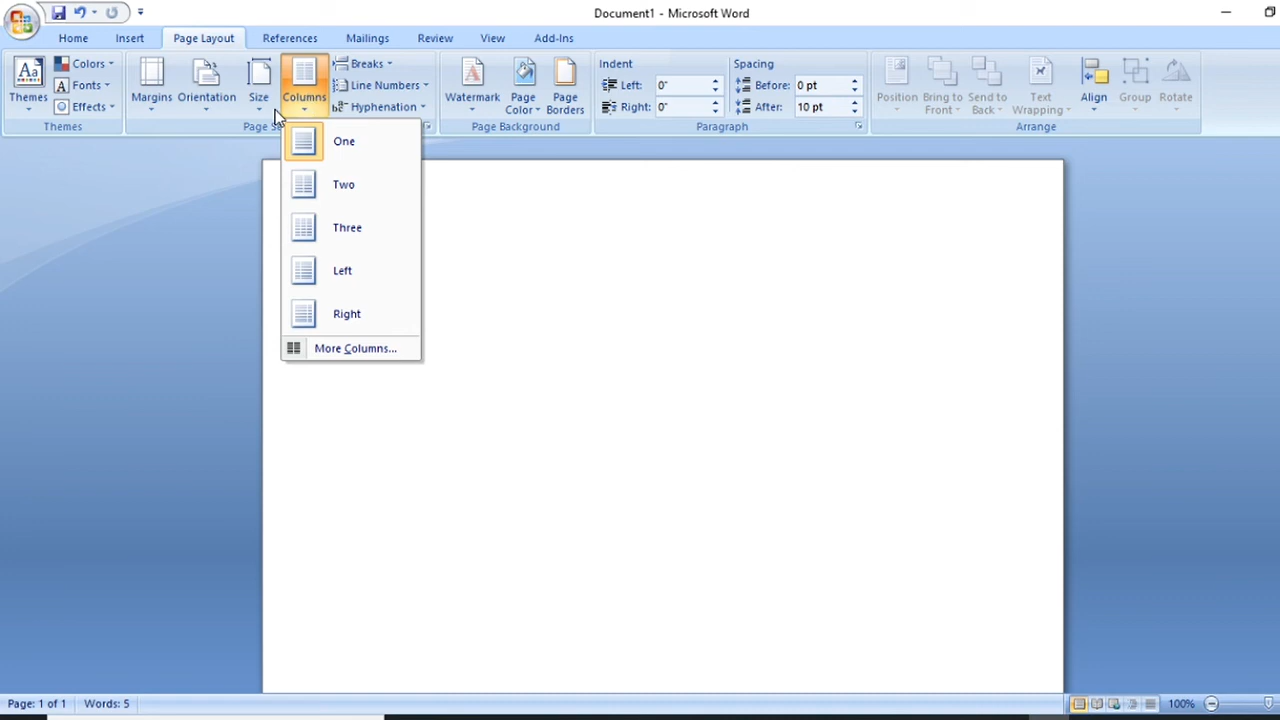 Document1 - Microsoft Word
Home Insert Page Layout References Mailings Review View Add-Ins
Themes
Colors
Fonts
Effects
Themes
Margins
Orientation
Size
Columns
Breaks
Line Numbers
Hyphenation
Page Se
Watermark
Page Color
Page Borders
Page Background
Indent
Left: 0"
Right: 0"
Spacing
Before: 0 pt
After: 10 pt
Paragraph
Position
Bring to Front
Send to Back
Text Wrapping
Align
Group
Rotate
Arrange
One
Two
Three
Left
Right
More Columns...
Page: 1 of 1 Words: 5 100%